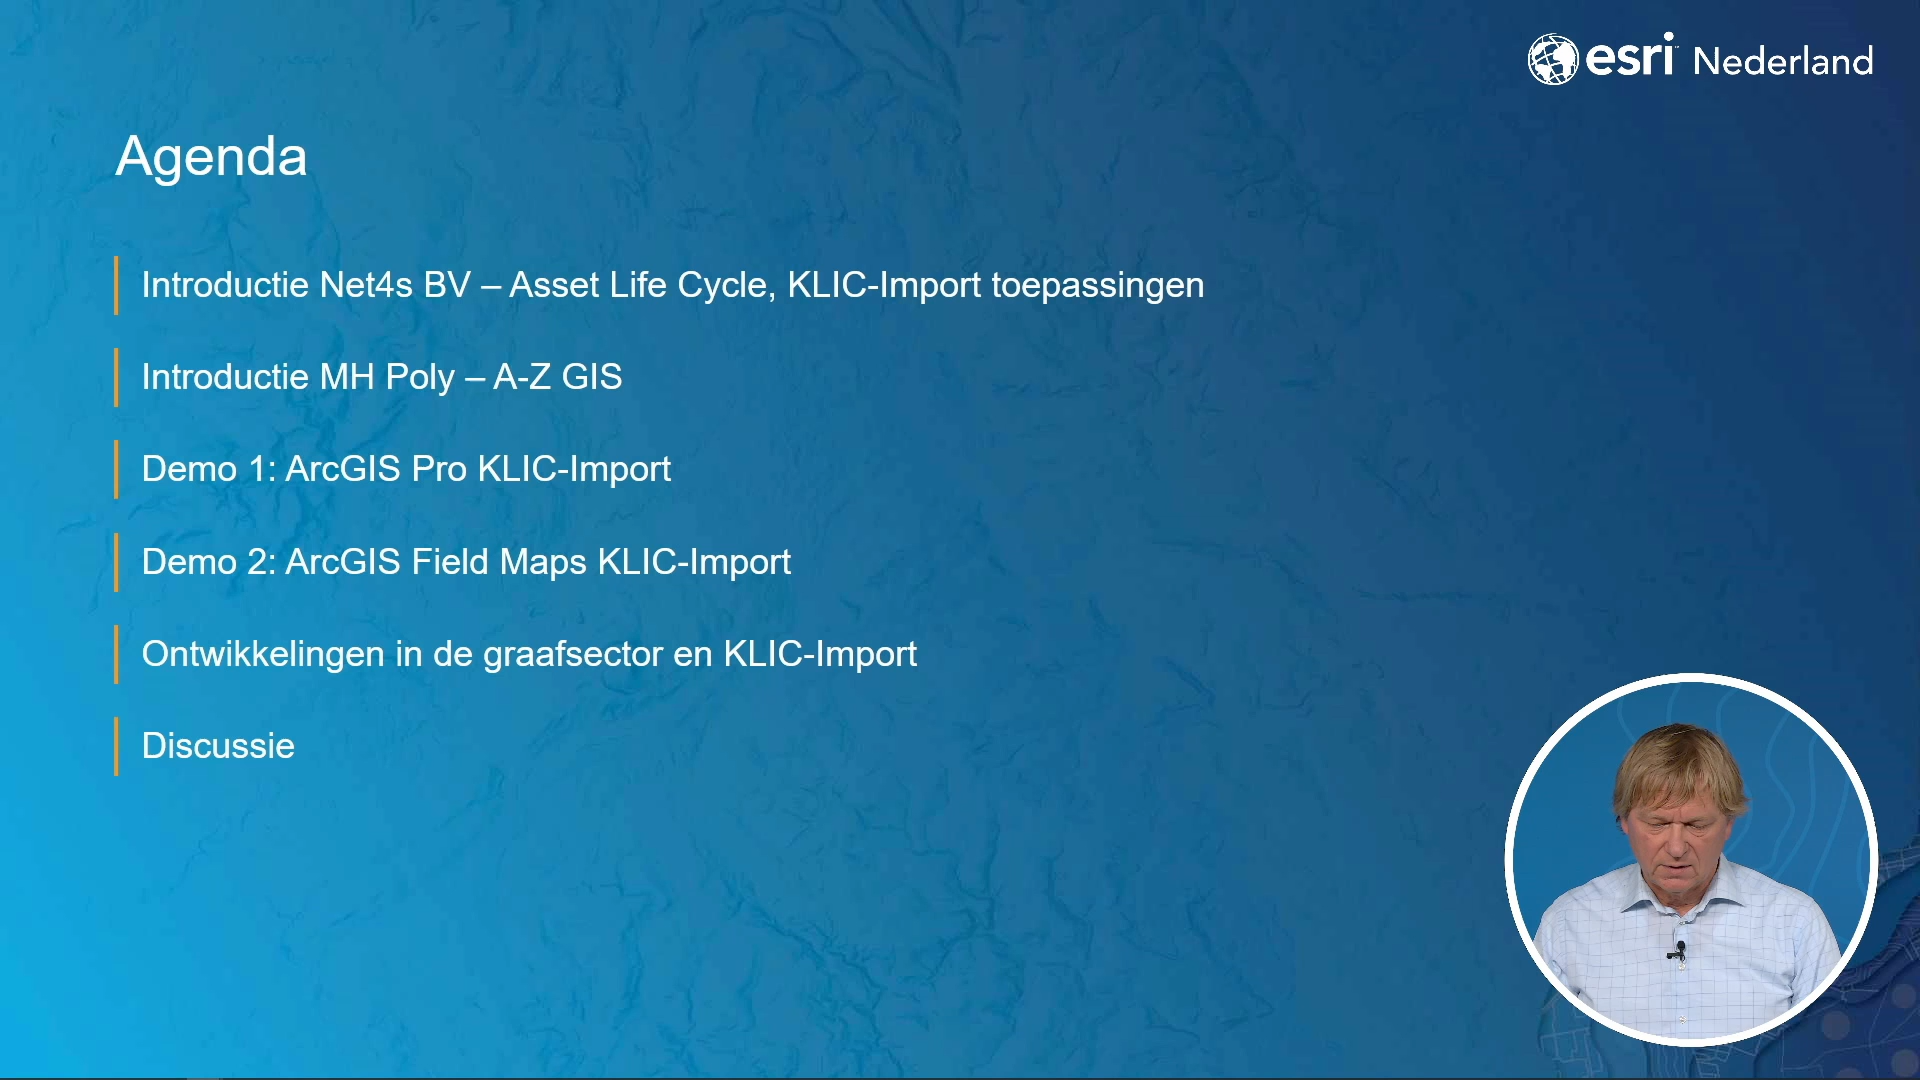 esri Nederland
Agenda
Introductie Net4s BV – Asset Life Cycle, KLIC-Import toepassingen
Introductie MH Poly – A-Z GIS
Demo 1: ArcGIS Pro KLIC-Import
Demo 2: ArcGIS Field Maps KLIC-Import
Ontwikkelingen in de graafsector en KLIC-Import
Discussie